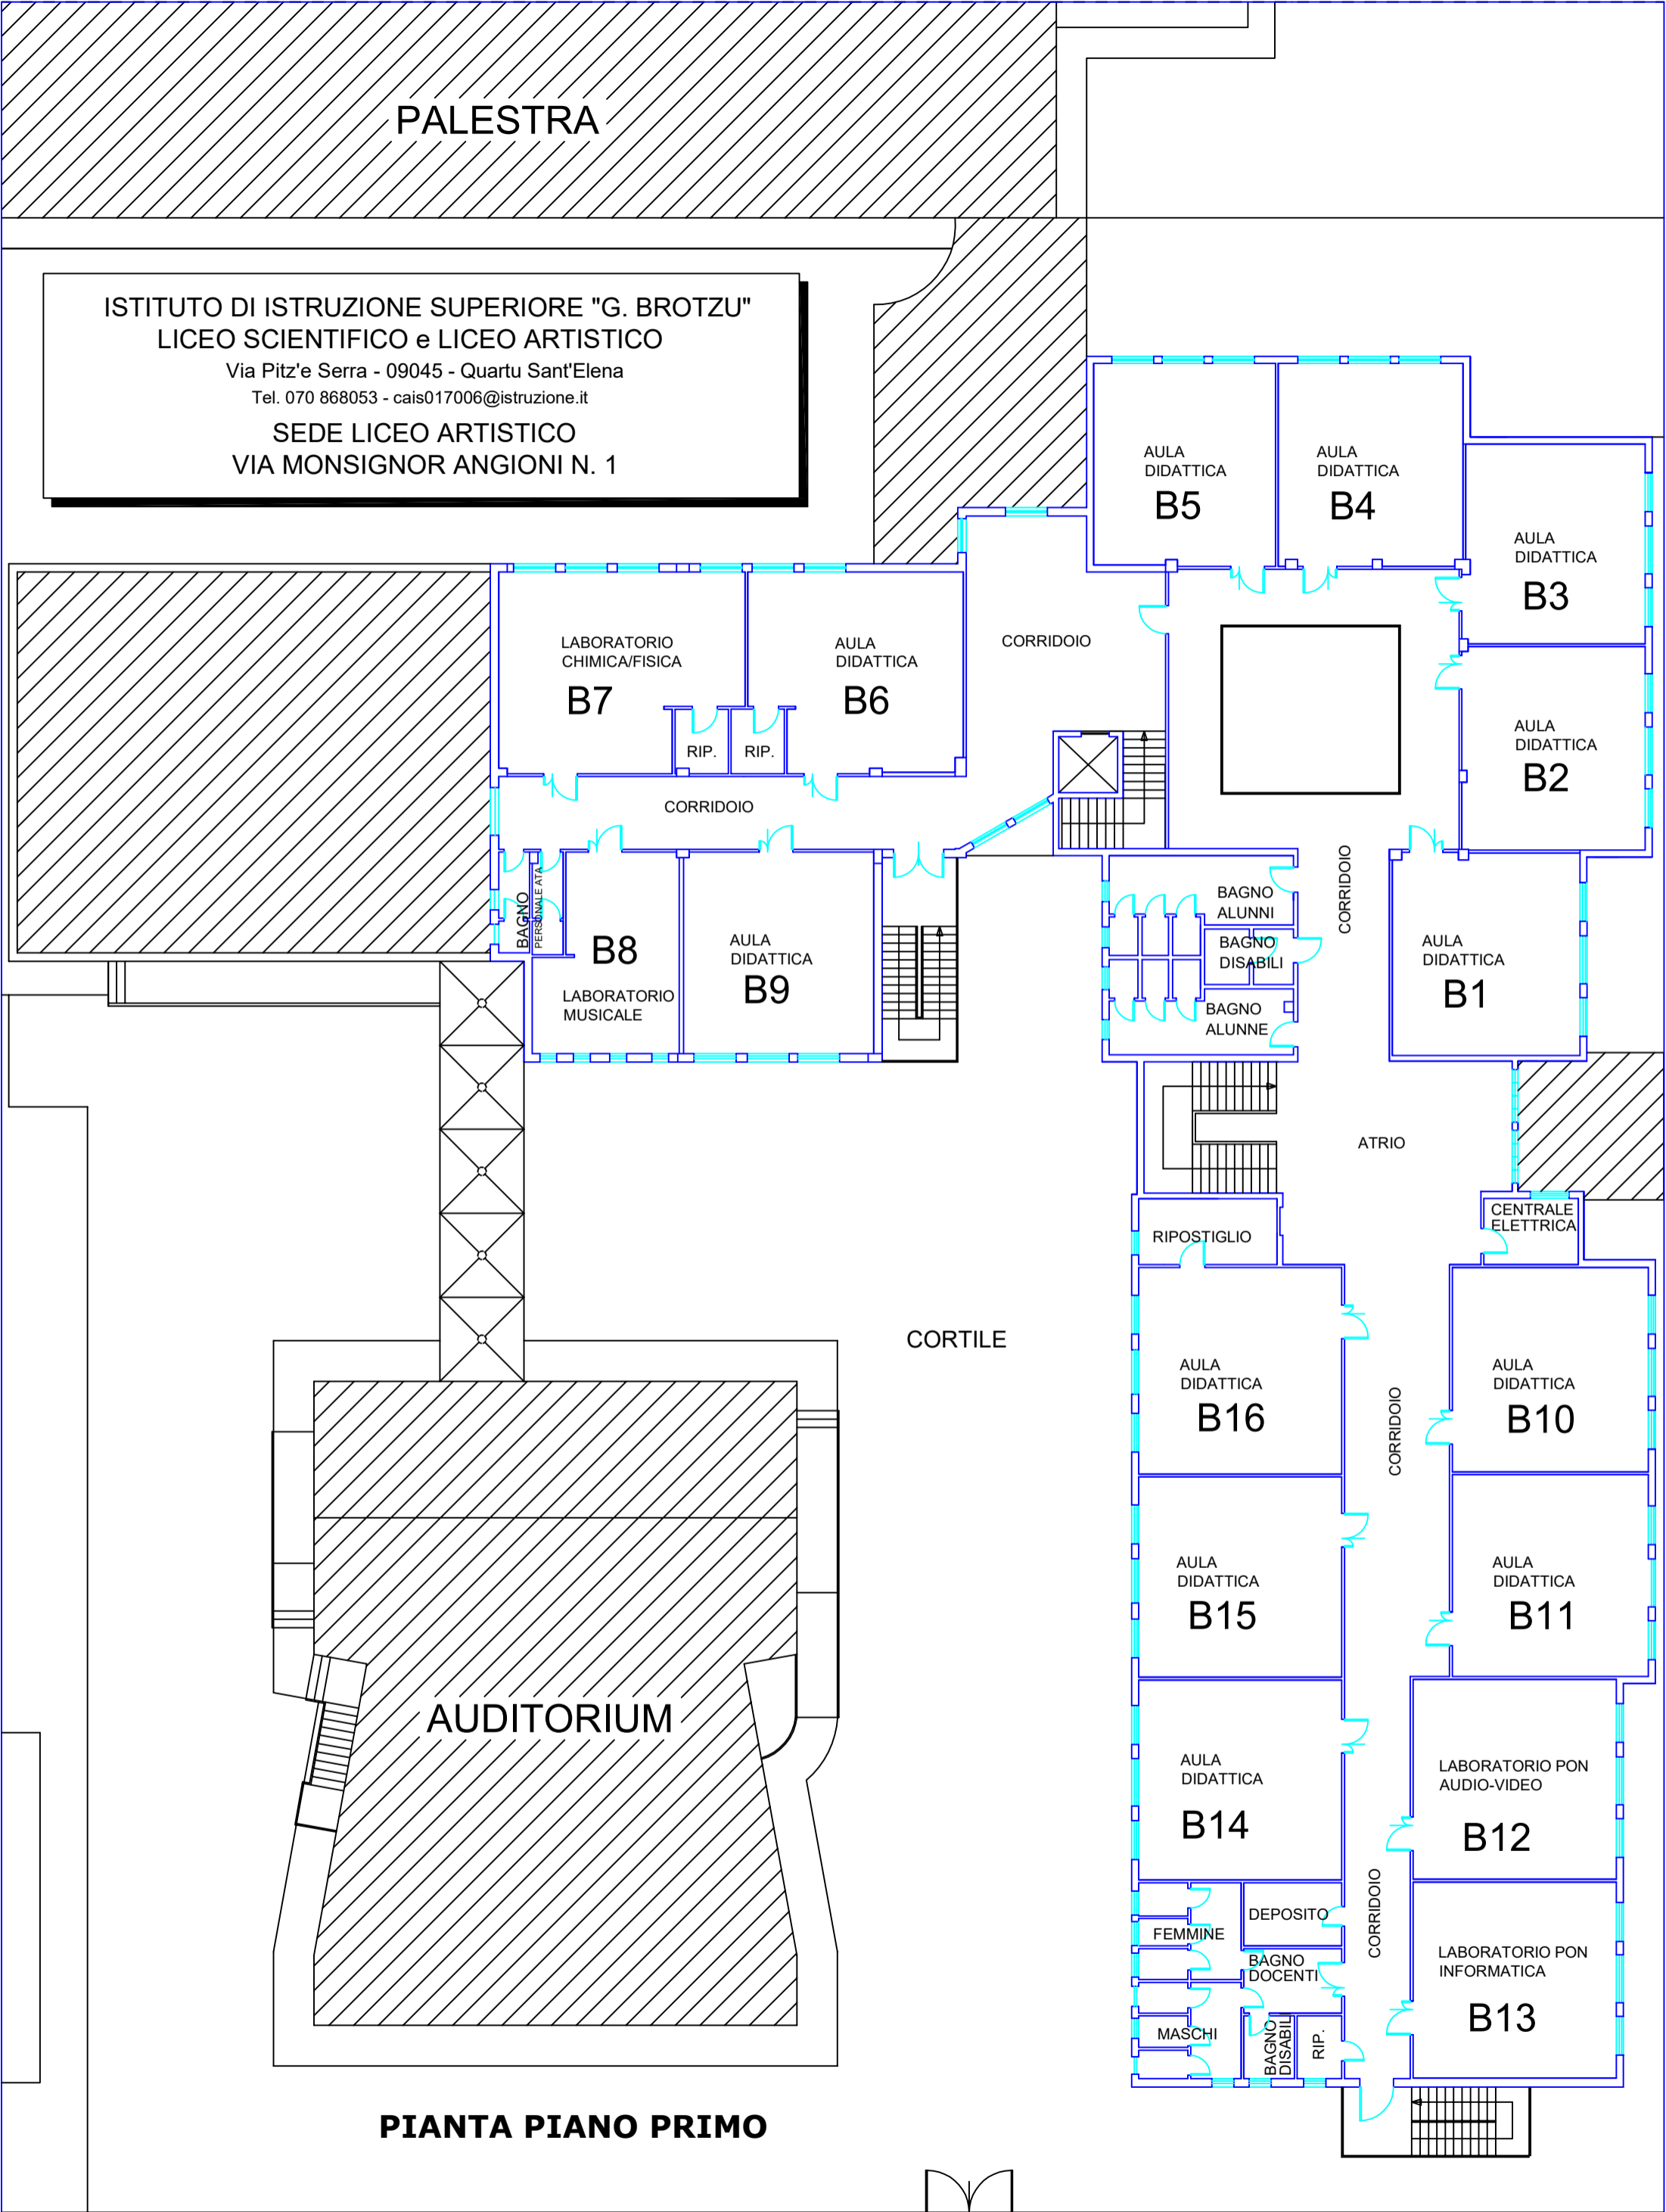 PALESTRA
ISTITUTO DI ISTRUZIONE SUPERIORE "G. BROTZU"
LICEO SCIENTIFICO e LICEO ARTISTICO
Via Pitz'e Serra - 09045 - Quartu Sant'Elena
Tel. 070 868053 - cais017006@istruzione.it
SEDE LICEO ARTISTICO
VIA MONSIGNOR ANGIONI N. 1
AULA
DIDATTICA
B5
AULA
DIDATTICA
B4
AULA
DIDATTICA
B3
LABORATORIO
CHIMICA/FISICA
B7
AULA
DIDATTICA
B6
CORRIDOIO
RIP.
RIP.
AULA
DIDATTICA
B2
CORRIDOIO
BAGNO
PERSONALE ATA
B8
LABORATORIO
MUSICALE
AULA
DIDATTICA
B9
BAGNO
ALUNNI
BAGNO
DISABILI
BAGNO
ALUNNE
CORRIDOIO
AULA
DIDATTICA
B1
ATRIO
CENTRALE
ELETTRICA
RIPOSTIGLIO
CORTILE
AULA
DIDATTICA
B16
CORRIDOIO
AULA
DIDATTICA
B10
AULA
DIDATTICA
B15
AULA
DIDATTICA
B11
AUDITORIUM
AULA
DIDATTICA
B14
LABORATORIO PON
AUDIO-VIDEO
B12
CORRIDOIO
DEPOSITO
FEMMINE
BAGNO
DOCENTI
MASCHI
BAGNO
DISABILI
RIP.
LABORATORIO PON
INFORMATICA
B13
PIANTA PIANO PRIMO